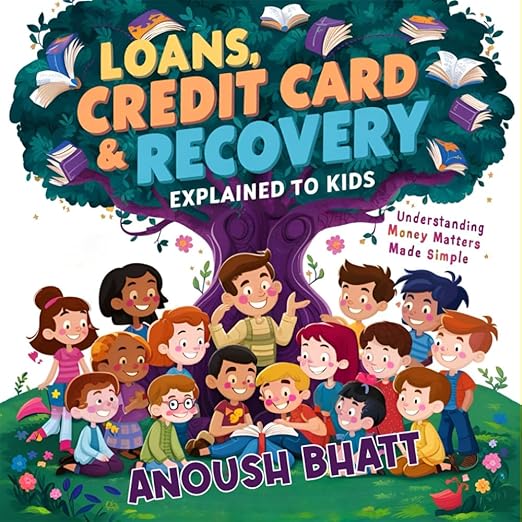 LOANS,
CREDIT CARD
& RECOVERY
EXPLAINED TO KIDS
Understanding
Money Matters
Made Simple
ANOUSH BHATT